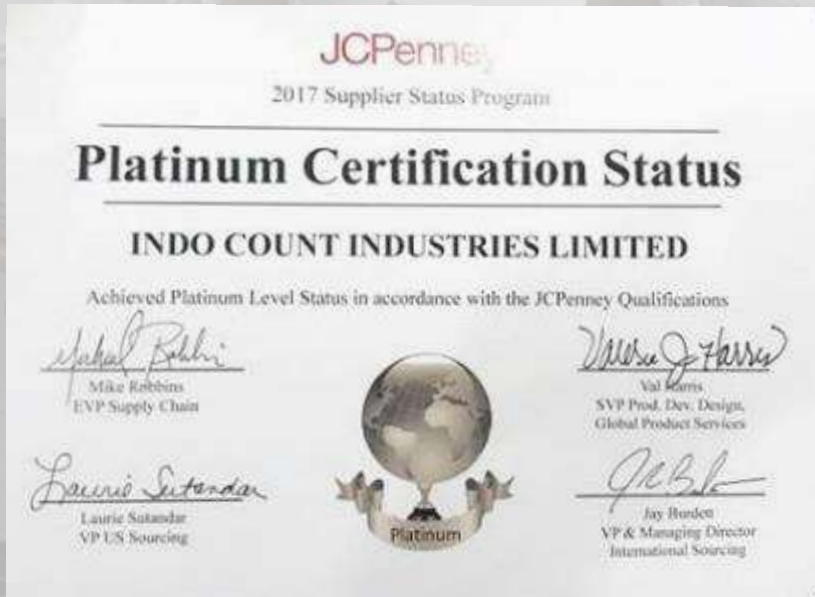 JCPenney
2017 Supplier Status Program
Platinum Certification Status
INDO COUNT INDUSTRIES LIMITED
Achieved Platinum Level Status in accordance with the JCPenney Qualifications
Mike Robbins
EVP Supply Chain
Val Harris
SVP Prod. Dev. Design,
Global Product Services
Laurie Sutandar
VP US Sourcing
Platinum
Jay Burdett
VP & Managing Director
International Sourcing